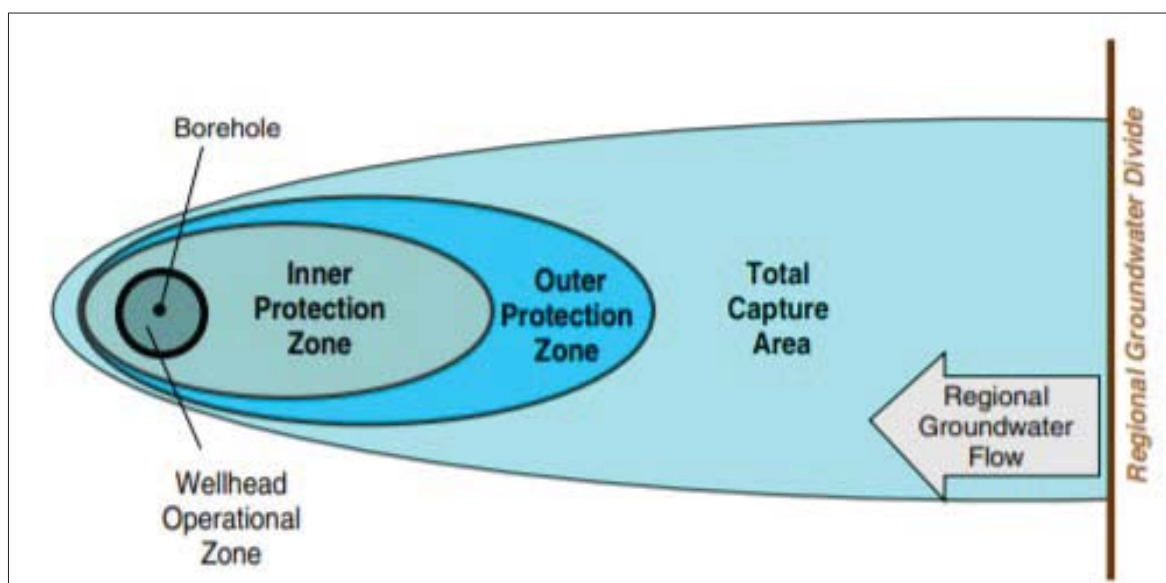 Borehole
Inner
Protection
Zone
Outer
Protection
Zone
Total
Capture
Area
Regional
Groundwater
Flow
Wellhead
Operational
Zone
Regional Groundwater Divide